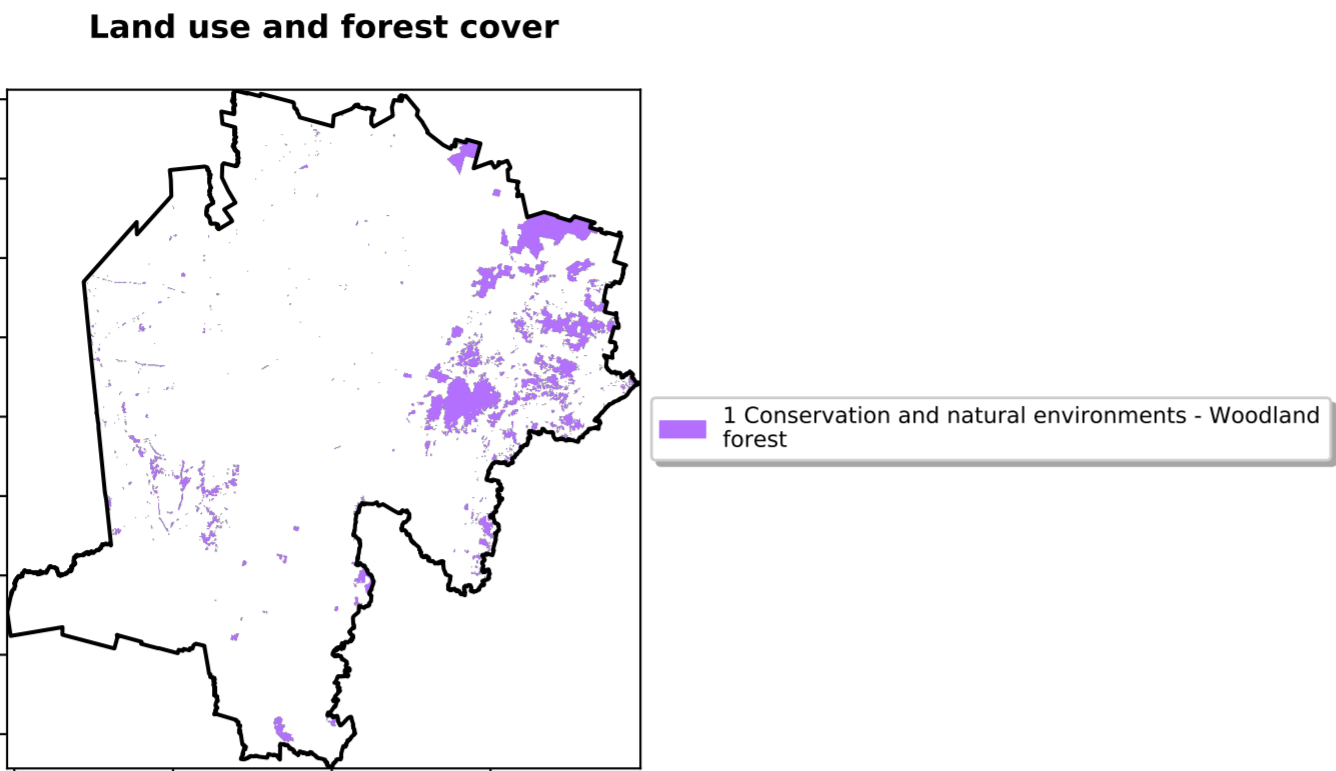 Land use and forest cover
1 Conservation and natural environments - Woodland
forest